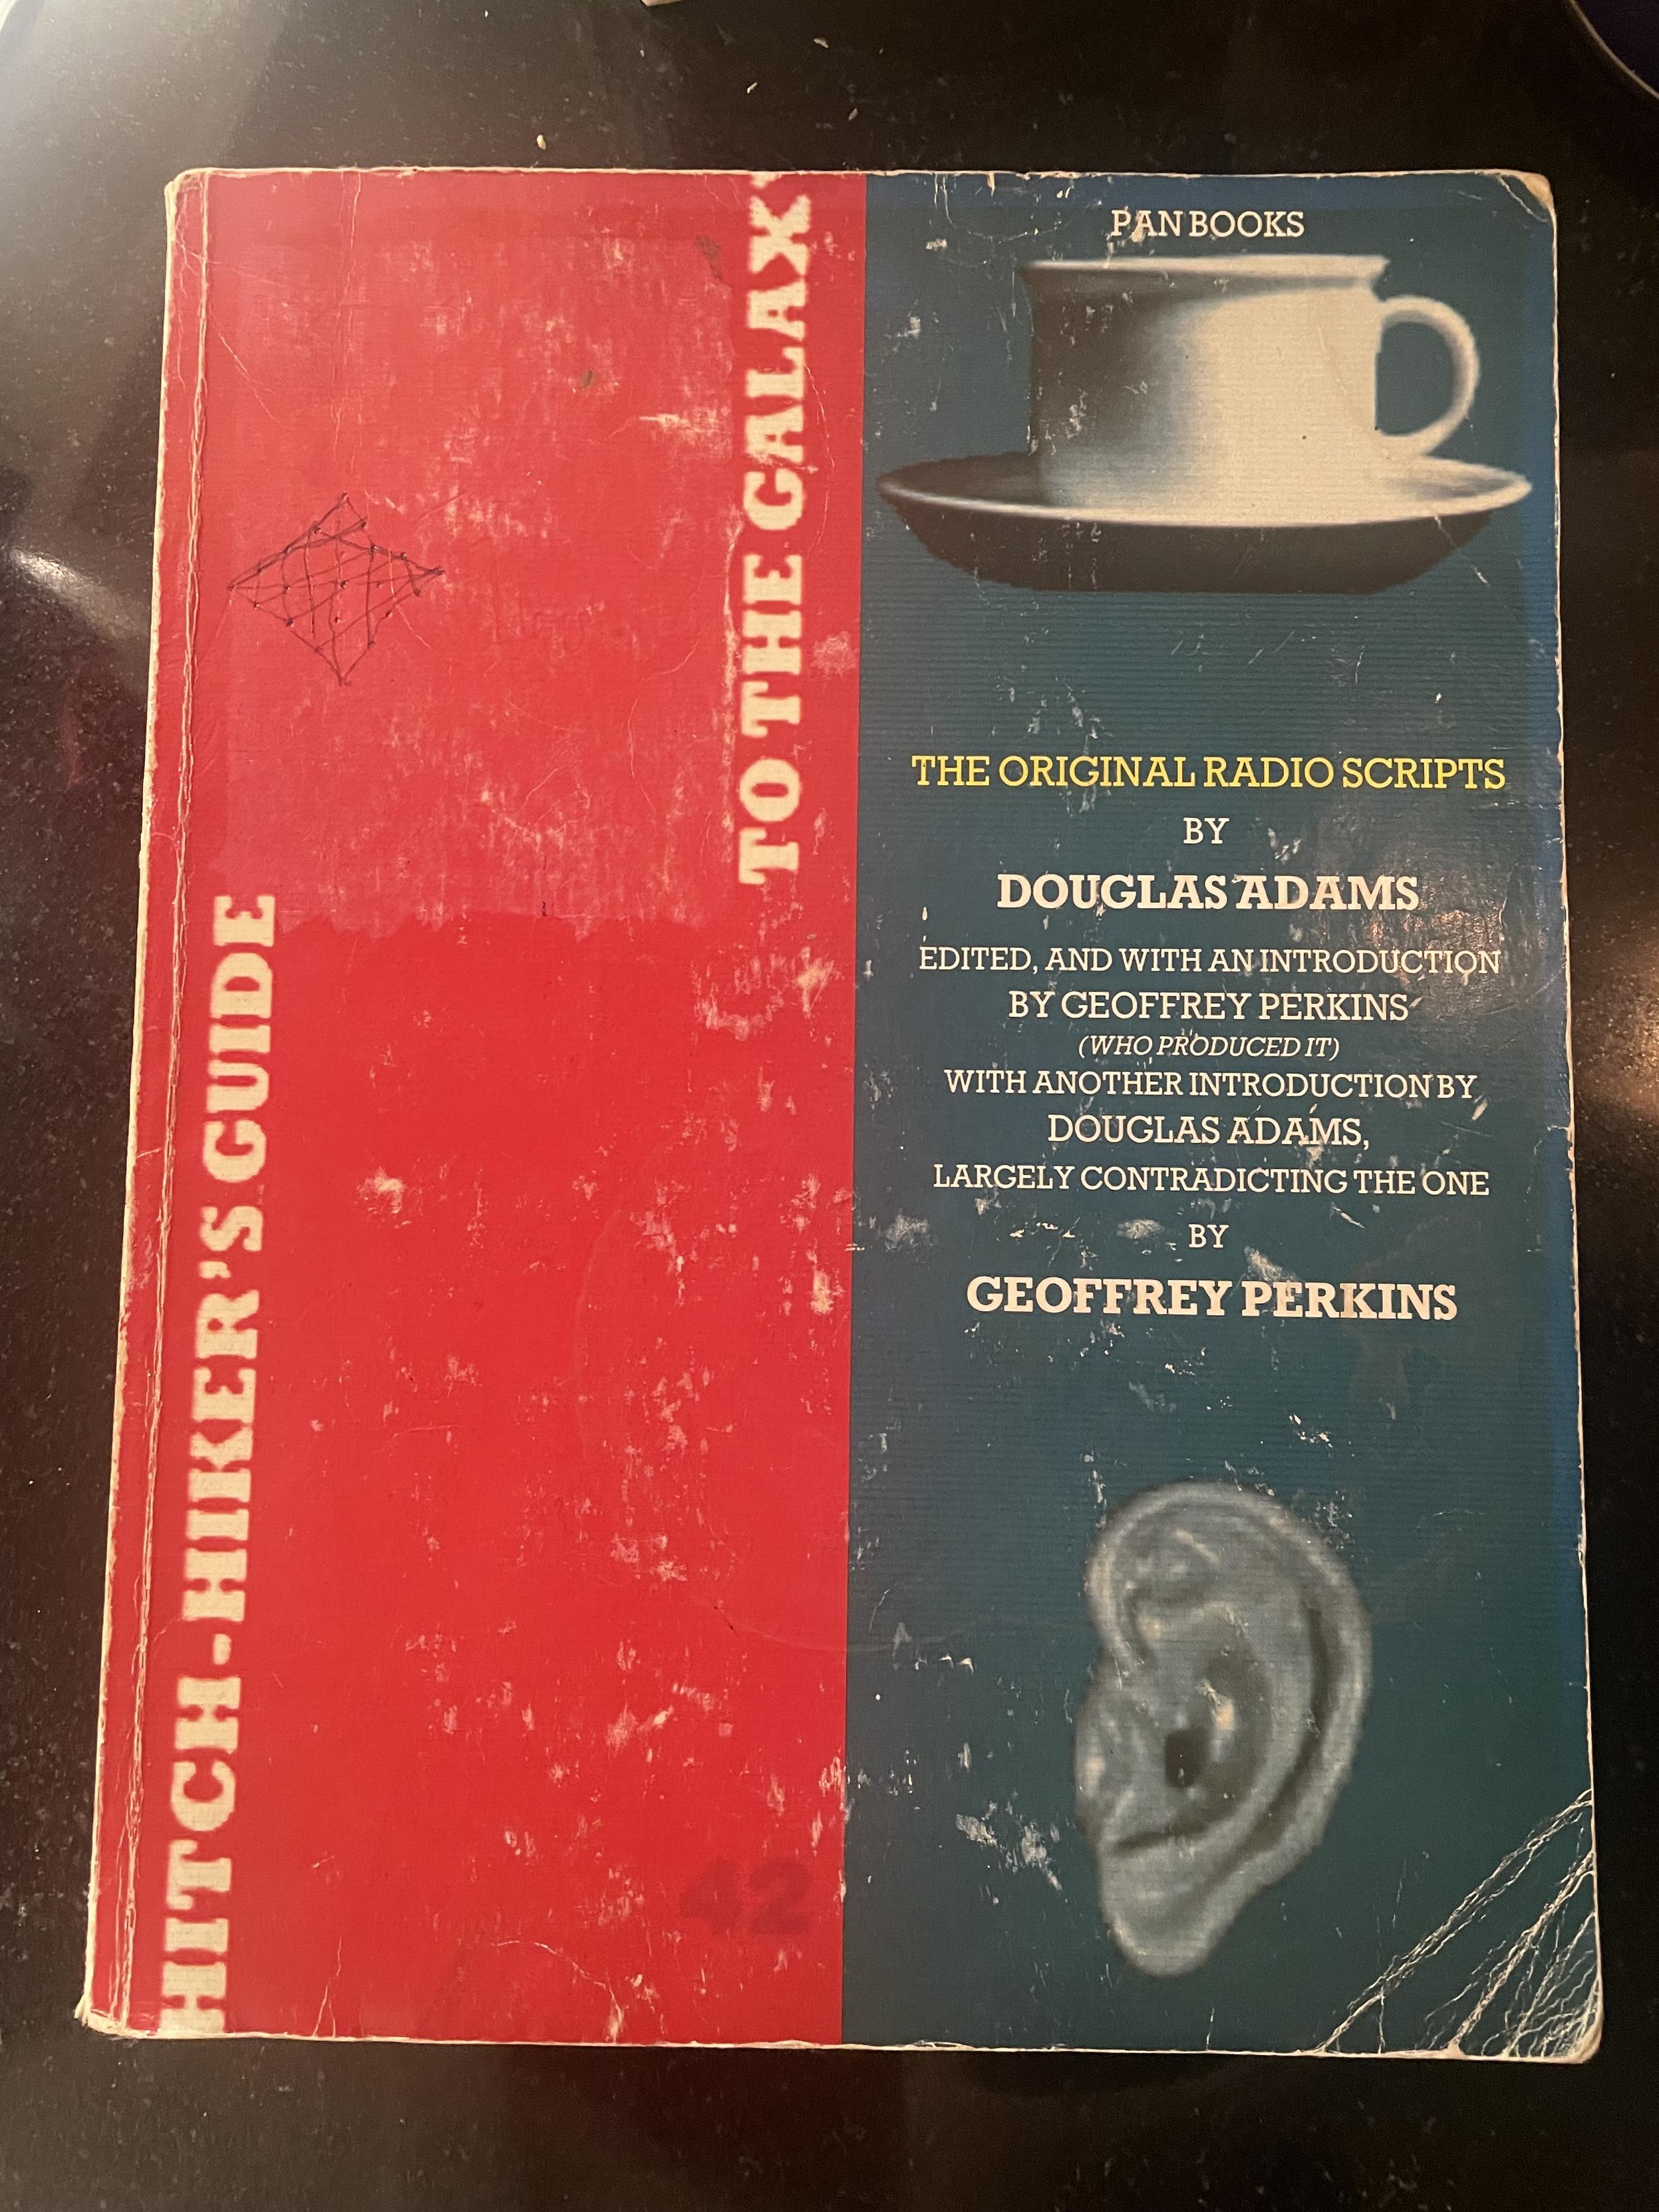 HITCH-HIKER'S GUIDE
TO THE GALAXY
PAN BOOKS
THE ORIGINAL RADIO SCRIPTS
BY
DOUGLAS ADAMS
EDITED, AND WITH AN INTRODUCTION
BY GEOFFREY PERKINS
(WHO PRODUCED IT)
WITH ANOTHER INTRODUCTION BY
DOUGLAS ADAMS,
LARGELY CONTRADICTING THE ONE
BY
GEOFFREY PERKINS
42